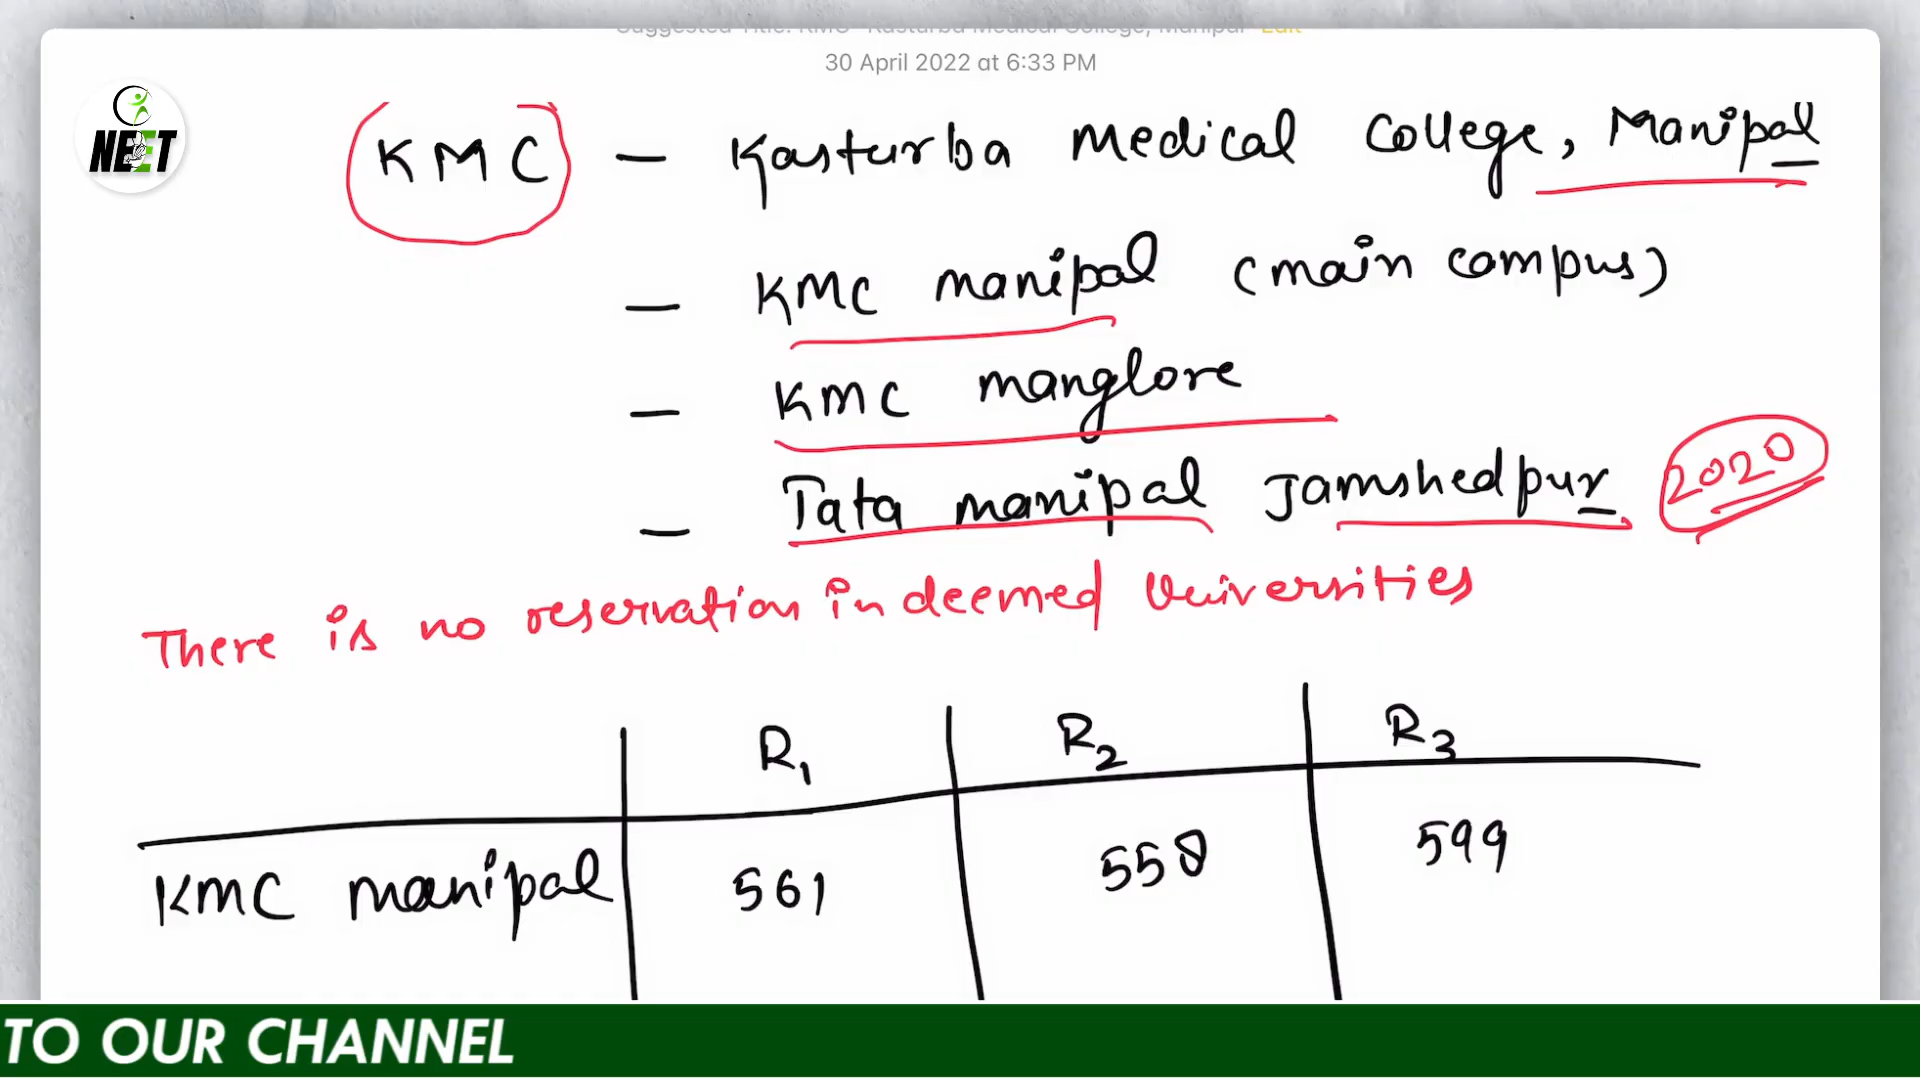 30 April 2022 at 6:33 PM
NEET
KMC — Kasturba Medical College, Manipal
— KMC manipal (main campus)
— KMC manglore
— Tata manipal Jamshedpur 2020
There is no reservation in deemed Universities
R1 R2 R3
KMC manipal 561 558 599
TO OUR CHANNEL